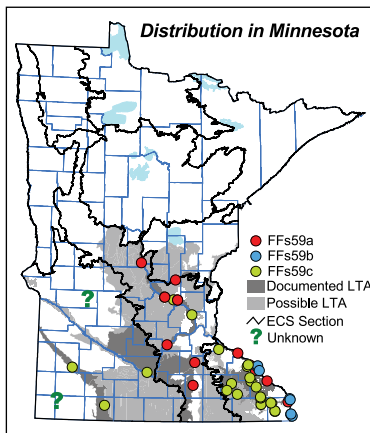 Distribution in Minnesota
FFs59a
FFs59b
FFs59c
Documented LTA
Possible LTA
ECS Section
? Unknown
?
?